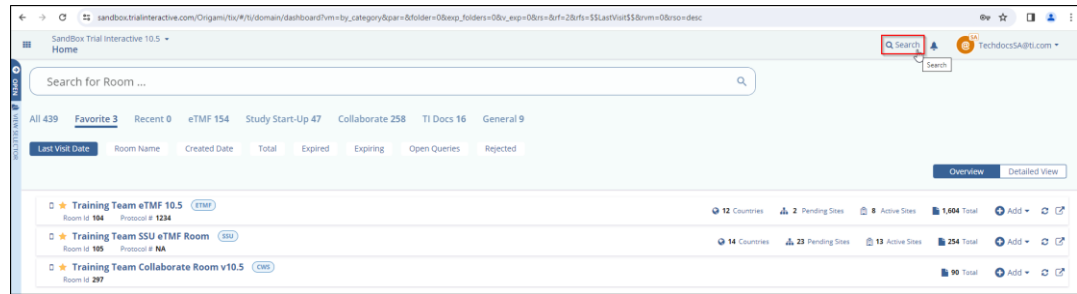 sandbox.trialinteractive.com/Origami/tix/#/ti/domain/dashboard?vm=by_category&par=&folder=0&exp_folders=0&v_exp=0&rs=&rf=2&rfs=$$LastVisit$$&srvm=0&rso=desc
SandBox Trial Interactive 10.5
Home
Search
SA
TechdocsSA@ti.com
Search
OPEN
VIEW SELECTOR
Search for Room ...
All 439 Favorite 3 Recent 0 eTMF 154 Study Start-Up 47 Collaborate 258 TI Docs 16 General 9
Last Visit Date Room Name Created Date Total Expired Expiring Open Queries Rejected
Overview Detailed View
Training Team eTMF 10.5 ETMF
Room Id 104 Protocol # 1234
12 Countries 2 Pending Sites 8 Active Sites 1,604 Total Add
Training Team SSU eTMF Room SSU
Room Id 105 Protocol # NA
14 Countries 23 Pending Sites 13 Active Sites 254 Total Add
Training Team Collaborate Room v10.5 CWS
Room Id 297
90 Total Add